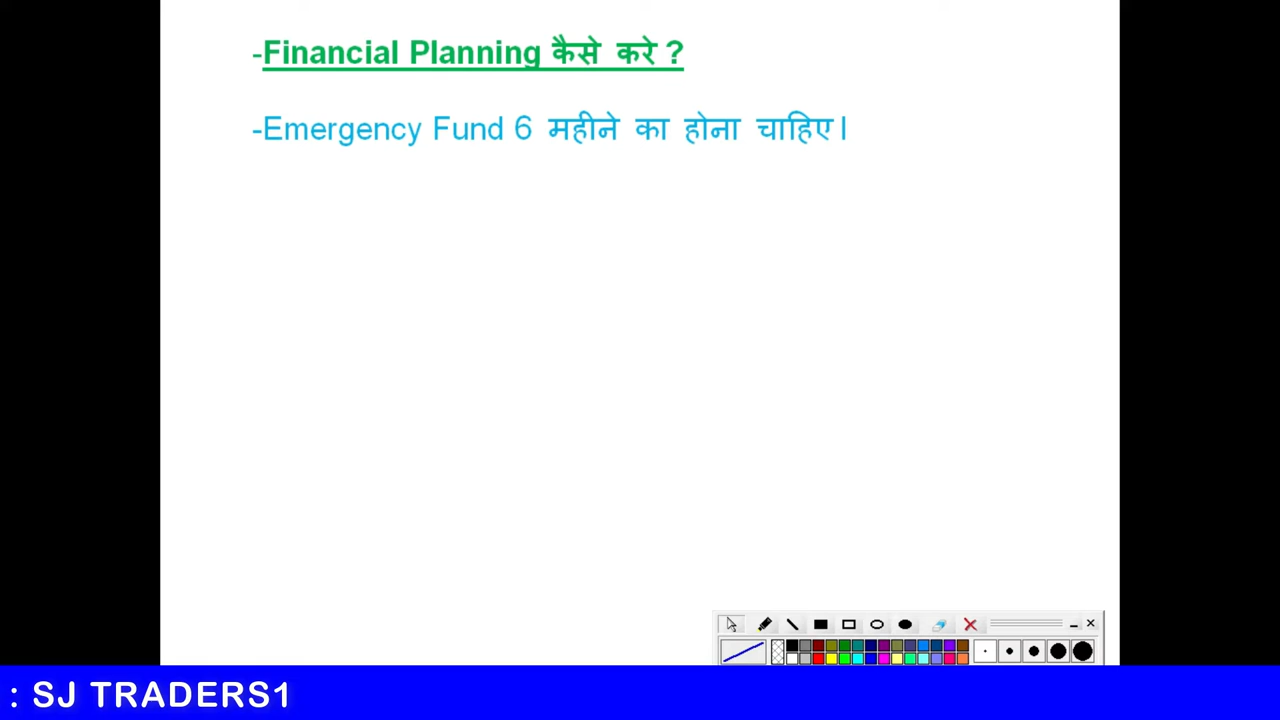 -Financial Planning कैसे करे ?
-Emergency Fund 6 महीने का होना चाहिए।
: SJ TRADERS1